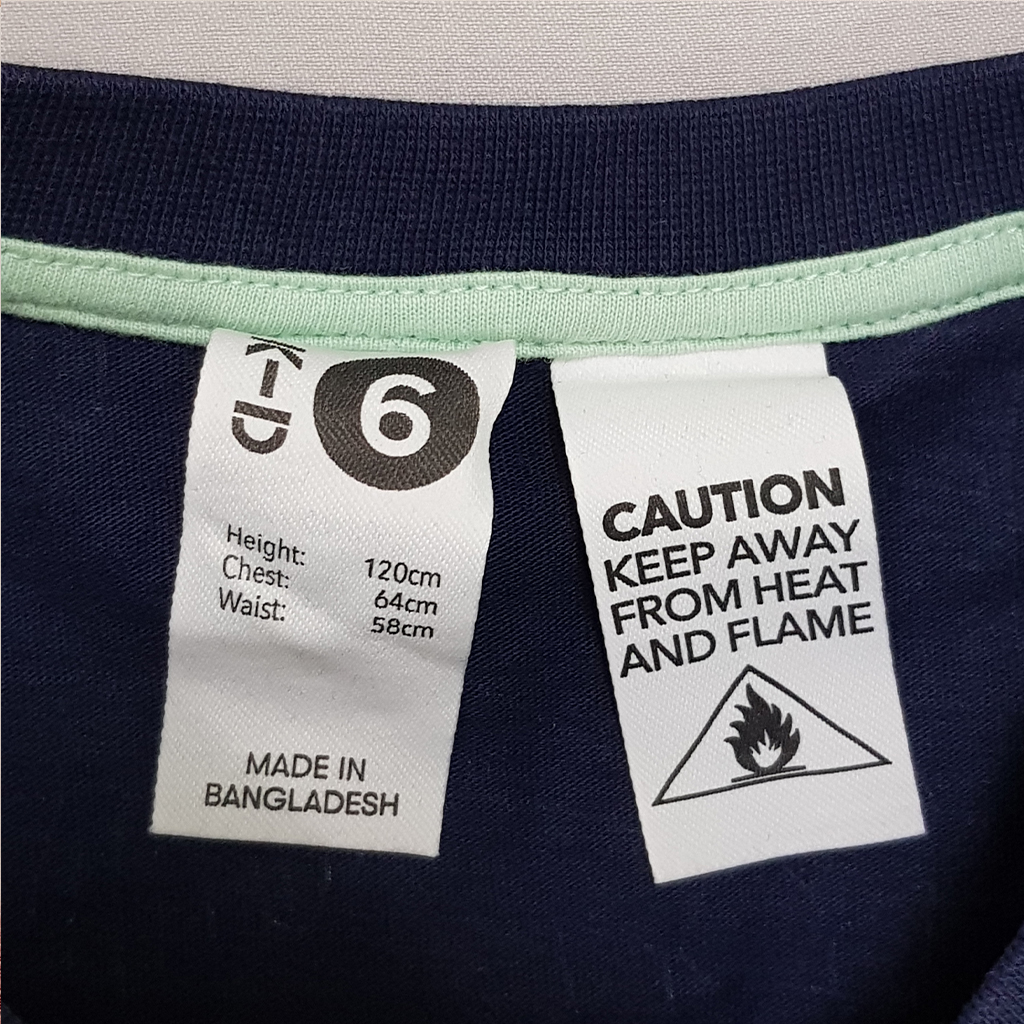 K-D
6
Height: 120cm
Chest: 64cm
Waist: 58cm
MADE IN
BANGLADESH
CAUTION
KEEP AWAY
FROM HEAT
AND FLAME